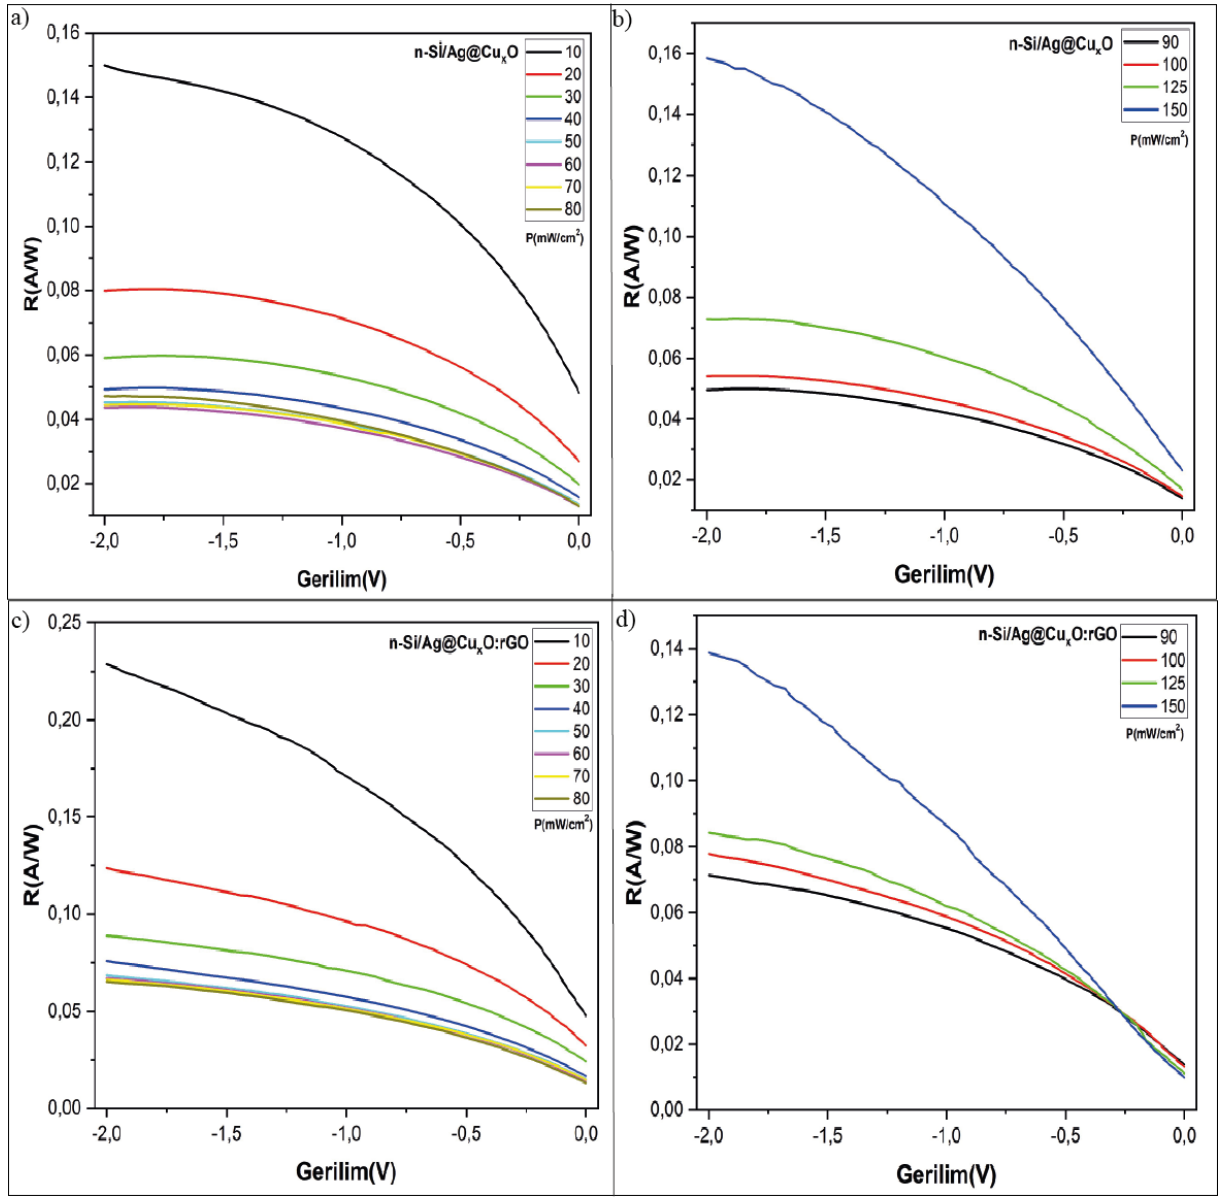 a)
n-Si/Ag@CuxO
10
20
30
40
50
60
70
80
P(mW/cm2)
0,16
0,14
0,12
0,10
0,08
0,06
0,04
0,02
R(A/W)
-2,0 -1,5 -1,0 -0,5 0,0
Gerilim(V)
b)
n-Si/Ag@CuxO
90
100
125
150
P(mW/cm2)
0,16
0,14
0,12
0,10
0,08
0,06
0,04
0,02
R(A/W)
-2,0 -1,5 -1,0 -0,5 0,0
Gerilim(V)
c)
n-Si/Ag@CuxO:rGO
10
20
30
40
50
60
70
80
P(mW/cm2)
0,25
0,20
0,15
0,10
0,05
0,00
R(A/W)
-2,0 -1,5 -1,0 -0,5 0,0
Gerilim(V)
d)
n-Si/Ag@CuxO:rGO
90
100
125
150
P(mW/cm2)
0,14
0,12
0,10
0,08
0,06
0,04
0,02
0,00
R(A/W)
-2,0 -1,5 -1,0 -0,5 0,0
Gerilim(V)